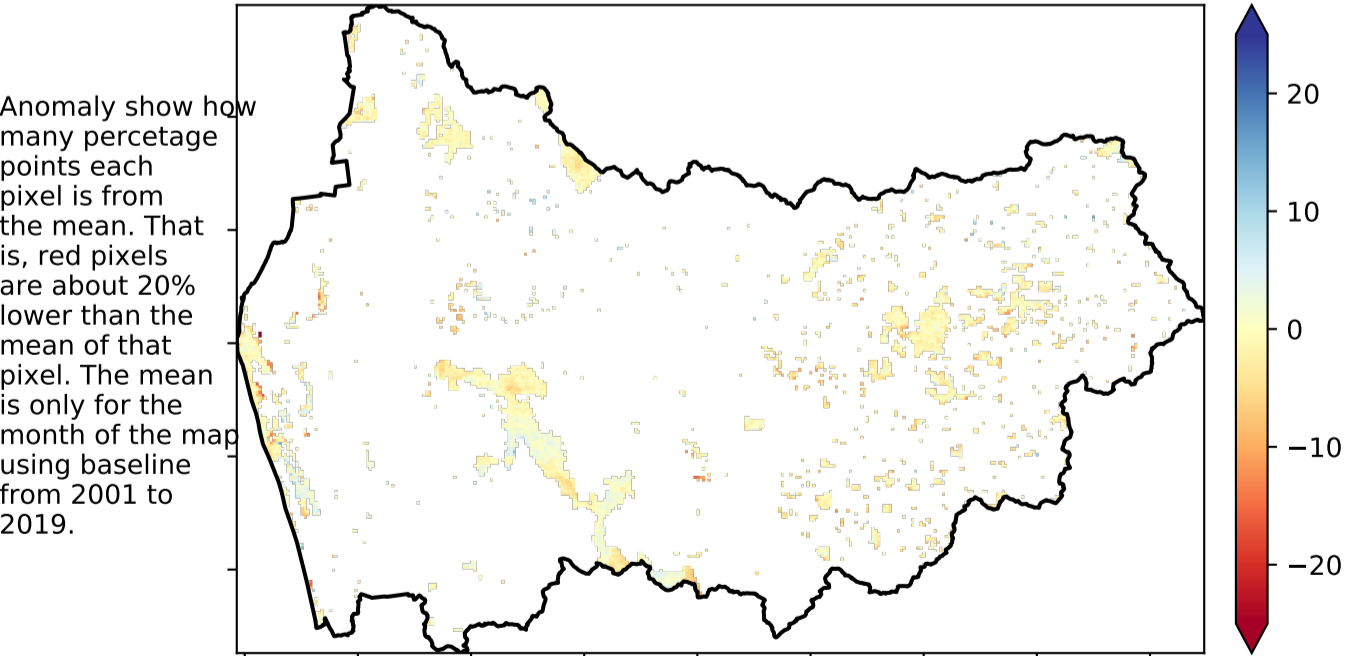 Anomaly show how
many percetage
points each
pixel is from
the mean. That
is, red pixels
are about 20%
lower than the
mean of that
pixel. The mean
is only for the
month of the map
using baseline
from 2001 to
2019.
20
10
0
−10
−20